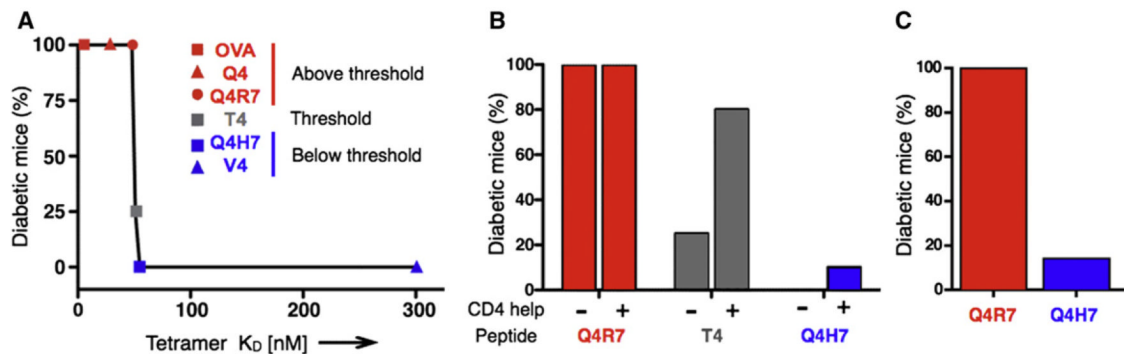 A
Diabetic mice (%)
100
75
50
25
0
0 100 200 300
Tetramer K_D [nM]
OVA
Q4
Q4R7
Above threshold
T4
Threshold
Q4H7
V4
Below threshold
B
Diabetic mice (%)
100
80
60
40
20
0
CD4 help - + - + - +
Peptide Q4R7 T4 Q4H7
C
Diabetic mice (%)
100
80
60
40
20
0
Q4R7 Q4H7